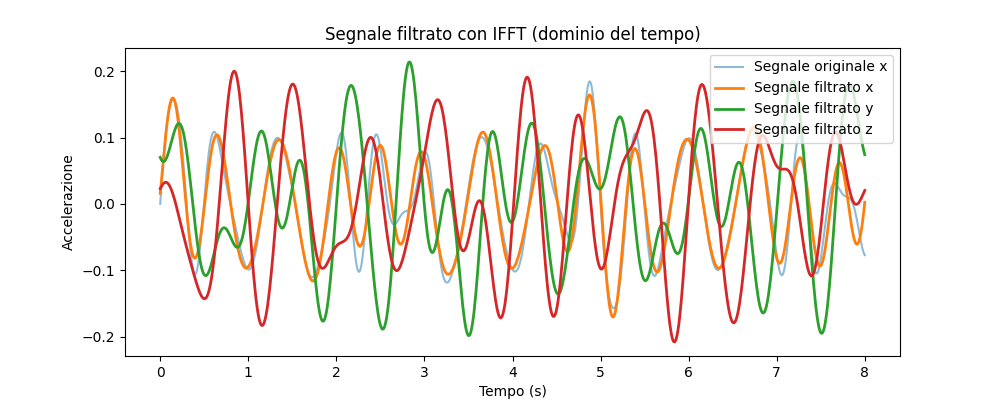 Segnale filtrato con IFFT (dominio del tempo)
Segnale originale x
Segnale filtrato x
Segnale filtrato y
Segnale filtrato z
Accelerazione
0.2
0.1
0.0
−0.1
−0.2
0 1 2 3 4 5 6 7 8
Tempo (s)